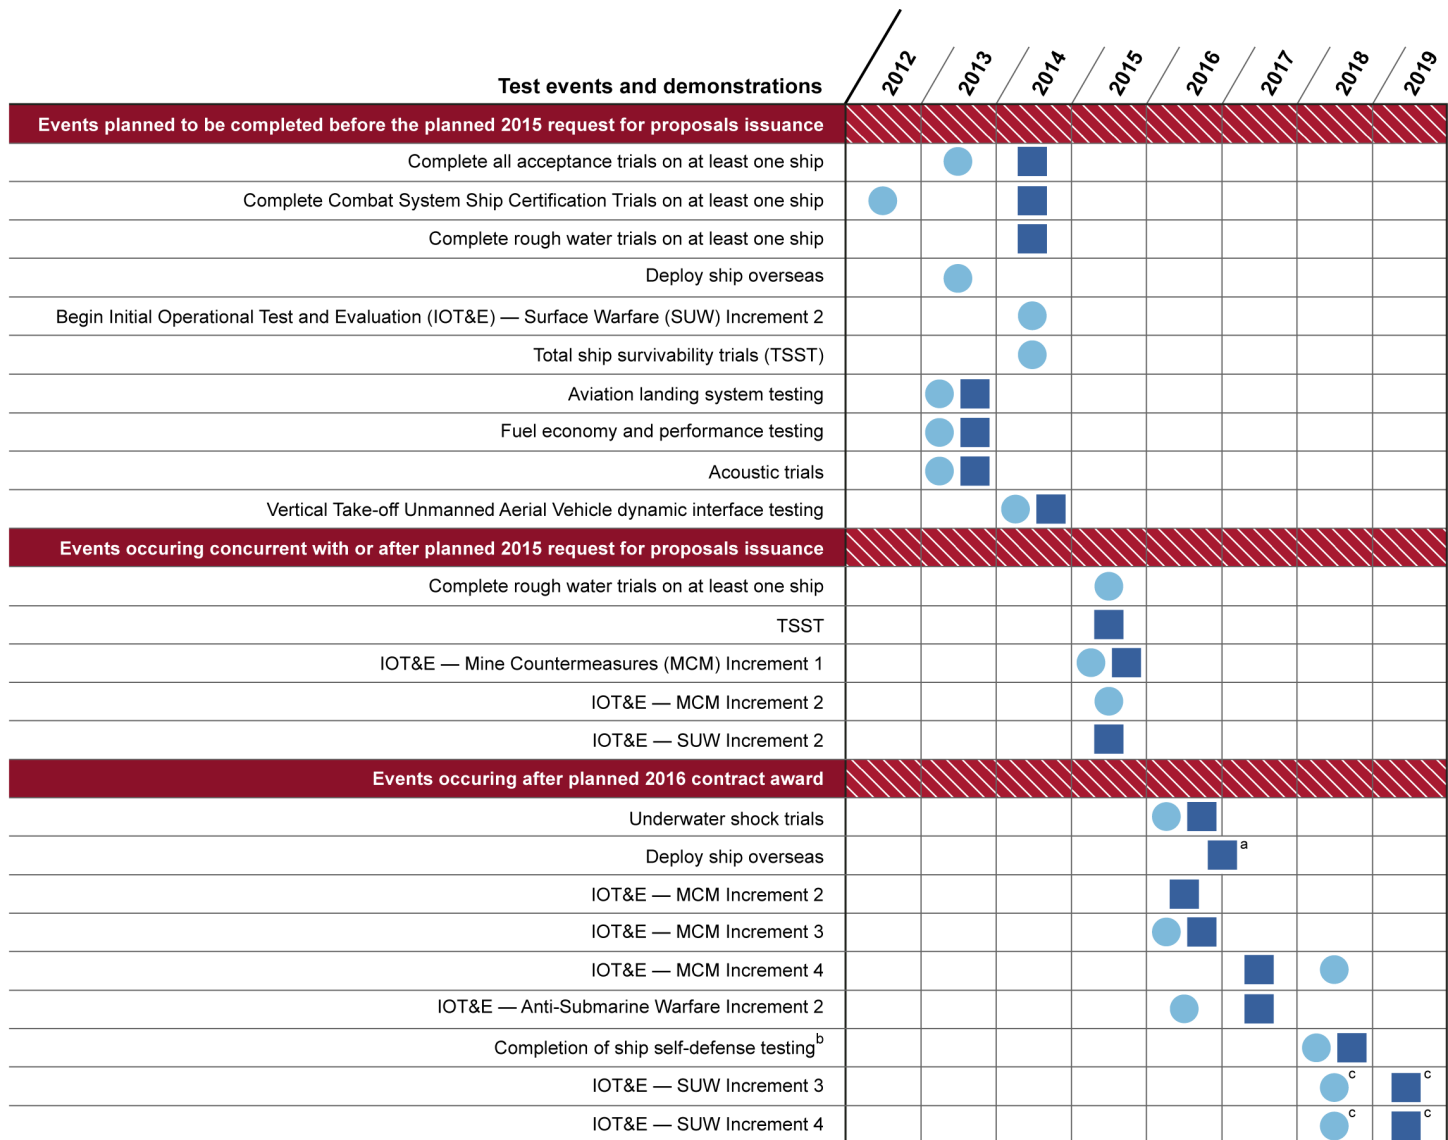 2012
2013
2014
2015
2016
2017
2018
2019
Test events and demonstrations
Events planned to be completed before the planned 2015 request for proposals issuance
Complete all acceptance trials on at least one ship
Complete Combat System Ship Certification Trials on at least one ship
Complete rough water trials on at least one ship
Deploy ship overseas
Begin Initial Operational Test and Evaluation (IOT&E) — Surface Warfare (SUW) Increment 2
Total ship survivability trials (TSST)
Aviation landing system testing
Fuel economy and performance testing
Acoustic trials
Vertical Take-off Unmanned Aerial Vehicle dynamic interface testing
Events occuring concurrent with or after planned 2015 request for proposals issuance
Complete rough water trials on at least one ship
TSST
IOT&E — Mine Countermeasures (MCM) Increment 1
IOT&E — MCM Increment 2
IOT&E — SUW Increment 2
Events occuring after planned 2016 contract award
Underwater shock trials
Deploy ship overseas a
IOT&E — MCM Increment 2
IOT&E — MCM Increment 3
IOT&E — MCM Increment 4
IOT&E — Anti-Submarine Warfare Increment 2
Completion of ship self-defense testing b
IOT&E — SUW Increment 3 c c
IOT&E — SUW Increment 4 c c